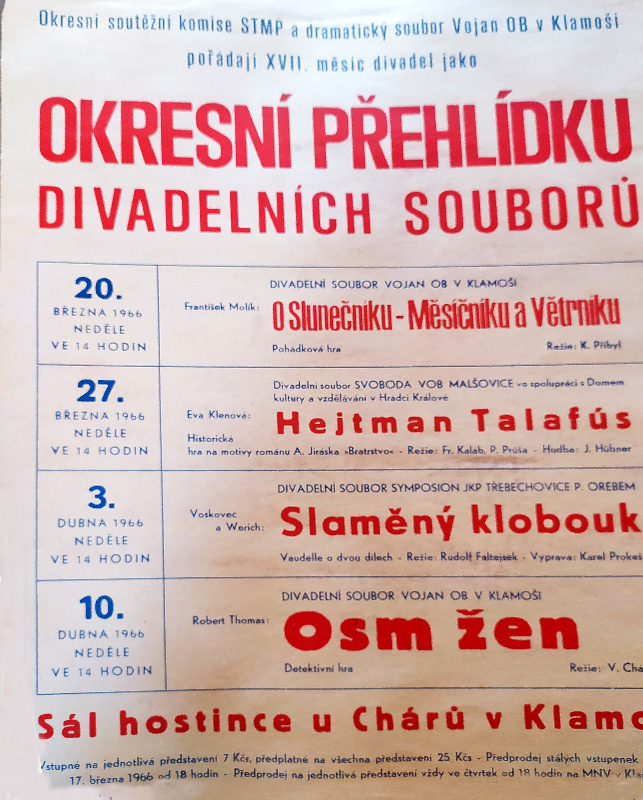 Okresní soutěžní komise STMP a dramatický soubor Vojan OB v Klamoši
pořádají XVII. měsíc divadel jako
OKRESNÍ PŘEHLÍDKU
DIVADELNÍCH SOUBORŮ
20.
BŘEZNA 1966
NEDĚLE
VE 14 HODIN
DIVADELNÍ SOUBOR VOJAN OB V KLAMOŠI
František Molík: O Slunečníku - Měsíčníku a Větrníku
Pohádková hra Režie: K. Přibyl
27.
BŘEZNA 1966
NEDĚLE
VE 14 HODIN
Divadelní soubor SVOBODA VOB MALŠOVICE ve spolupráci s Domem
kultury a vzdělávání v Hradci Králové
Eva Klenová: Hejtman Talafús
Historická
hra na motivy románu A. Jiráska »Bratrstvo« - Režie: Fr. Kaláb, P. Průša - Hudba: J. Hübner
3.
DUBNA 1966
NEDĚLE
VE 14 HODIN
DIVADELNÍ SOUBOR SYMPOSION JKP TŘEBECHOVICE P. OREBEM
Voskovec
a Werich: Slaměný klobouk
Vaudelle o dvou dílech - Režie: Rudolf Faltejsek - Výprava: Karel Prokeš
10.
DUBNA 1966
NEDĚLE
VE 14 HODIN
DIVADELNÍ SOUBOR VOJAN OB V KLAMOŠI
Robert Thomas: Osm žen
Detektivní hra Režie: V. Chá
Sál hostince u Chárů v Klamo
Vstupné na jednotlivá představení 7 Kčs, předplatné na všechna představení 25 Kčs - Předprodej stálých vstupenek
17. března 1966 od 18 hodin - Předprodej na jednotlivá představení vždy ve čtvrtek od 18 hodin na MNV v Kla